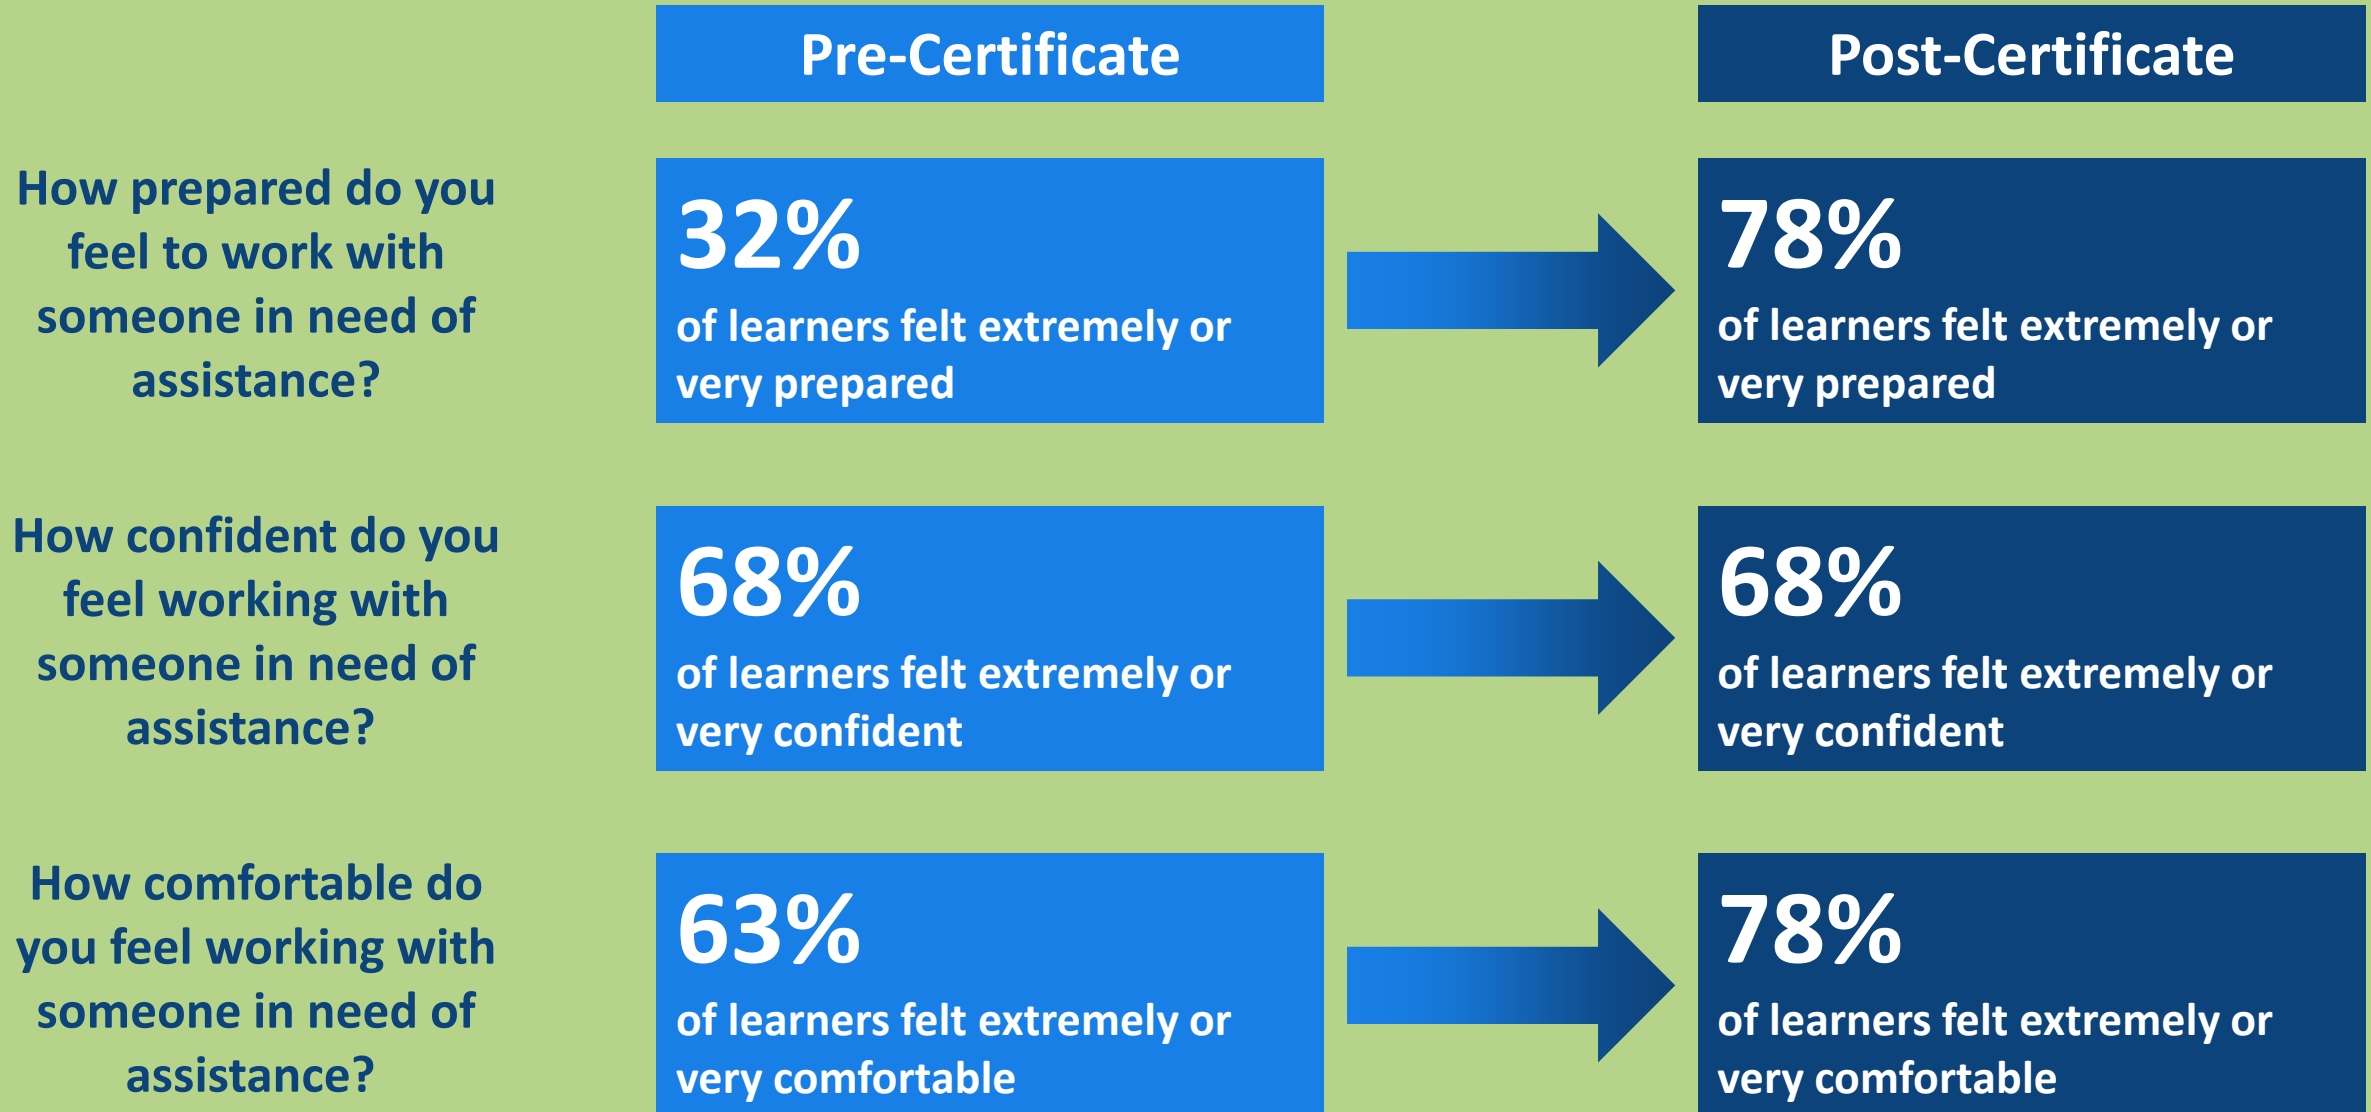 Pre-Certificate
Post-Certificate
How prepared do you
feel to work with
someone in need of
assistance?
32%
of learners felt extremely or
very prepared
78%
of learners felt extremely or
very prepared
How confident do you
feel working with
someone in need of
assistance?
68%
of learners felt extremely or
very confident
68%
of learners felt extremely or
very confident
How comfortable do
you feel working with
someone in need of
assistance?
63%
of learners felt extremely or
very comfortable
78%
of learners felt extremely or
very comfortable